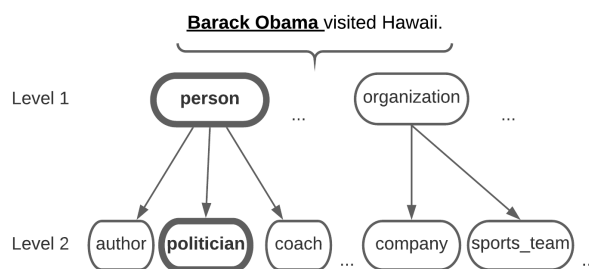 Barack Obama visited Hawaii.
Level 1 person ... organization ...
Level 2 author politician coach ... company sports_team ...